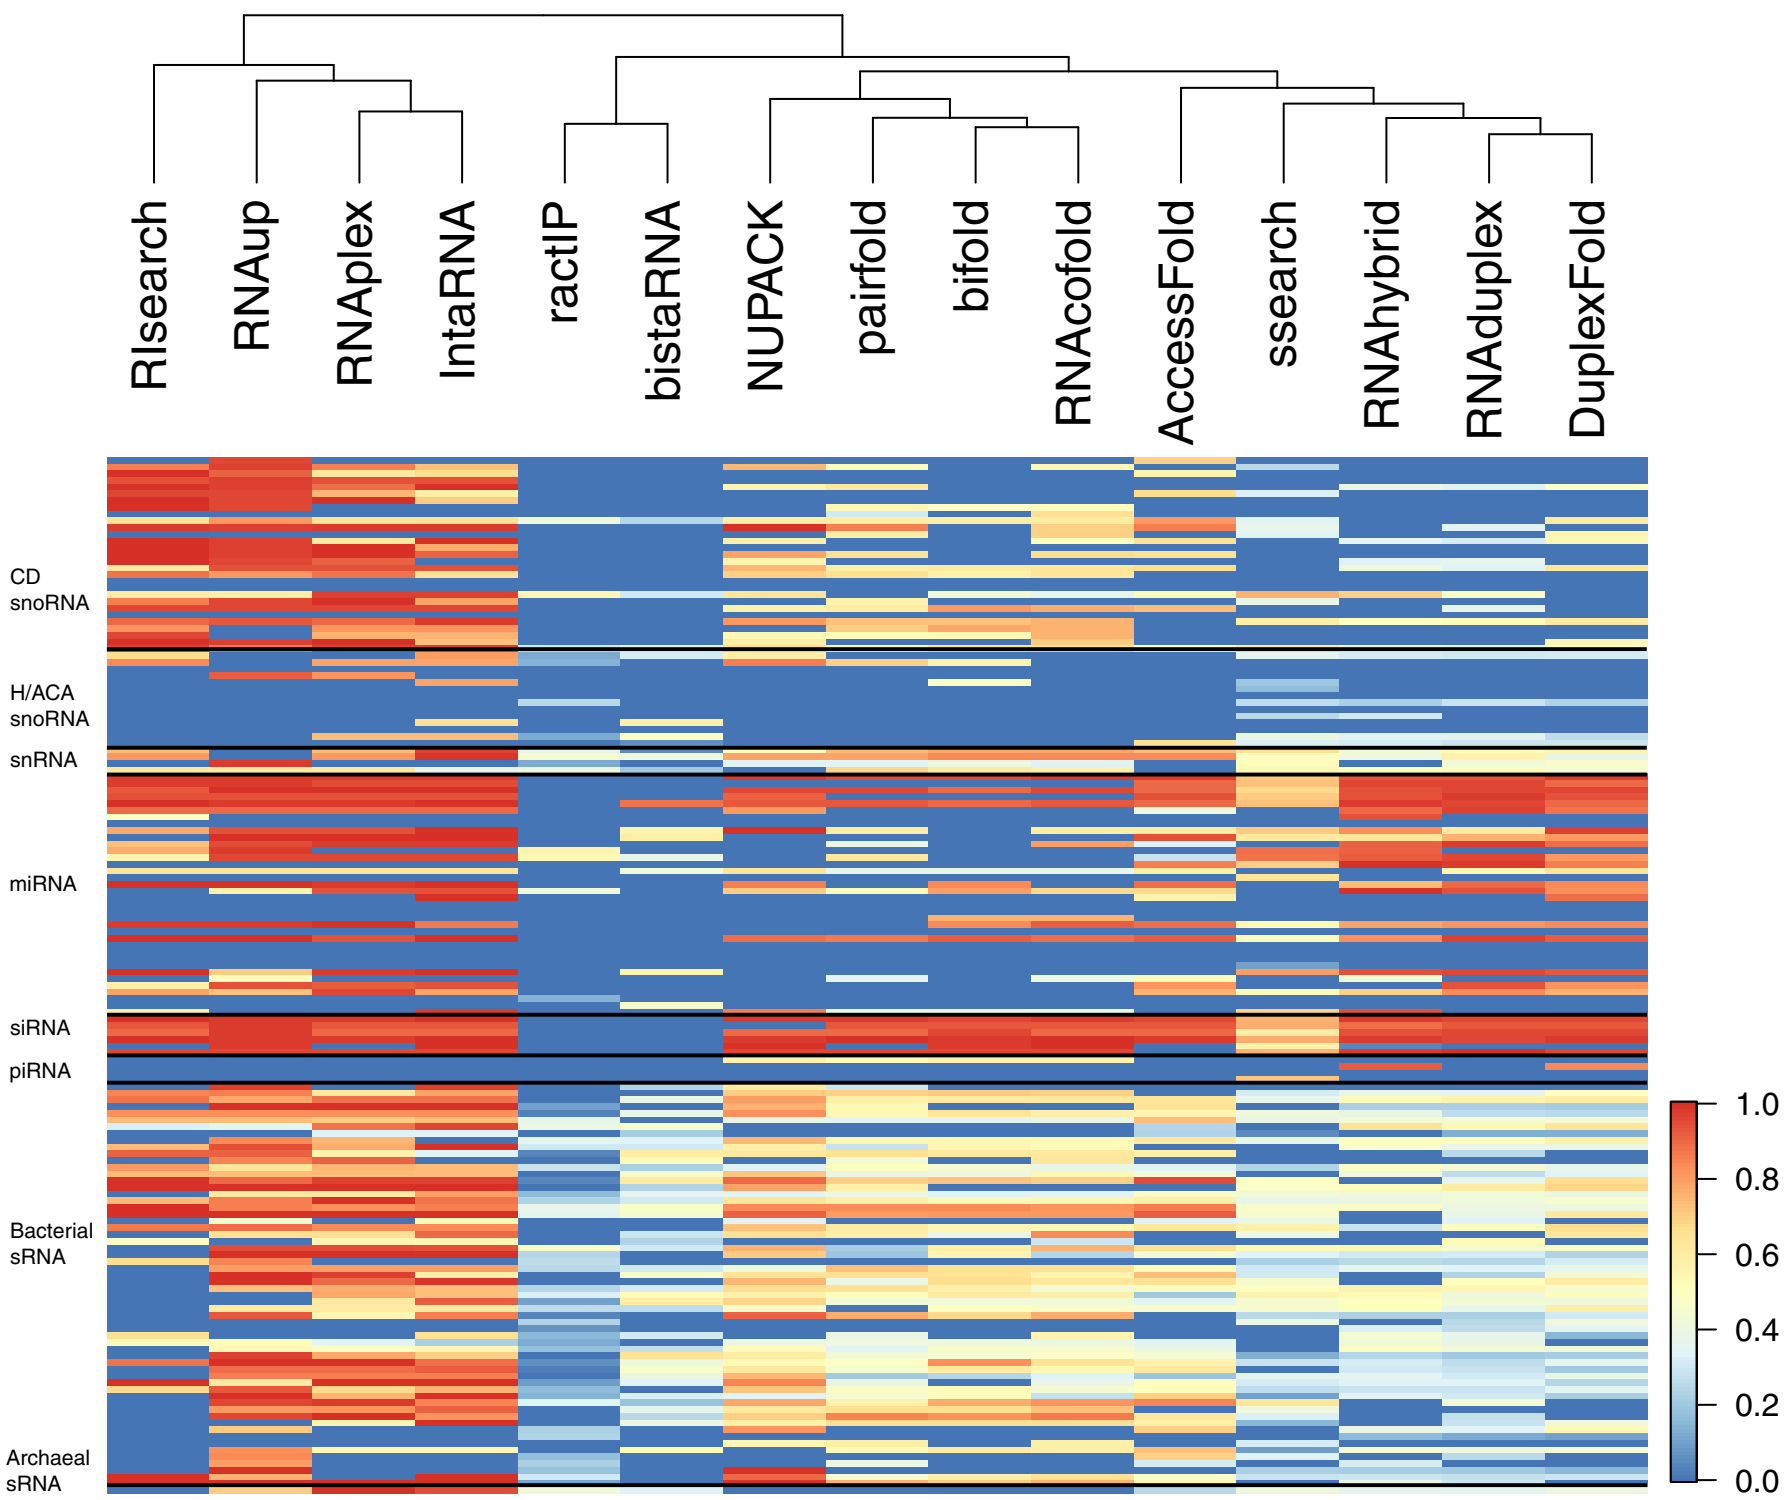 RIsearch
RNAup
RNAplex
IntaRNA
ractIP
bistaRNA
NUPACK
pairfold
bifold
RNAcofold
AccessFold
ssearch
RNAhybrid
RNAduplex
DuplexFold
CD
snoRNA
H/ACA
snoRNA
snRNA
miRNA
siRNA
piRNA
Bacterial
sRNA
Archaeal
sRNA
1.0
0.8
0.6
0.4
0.2
0.0